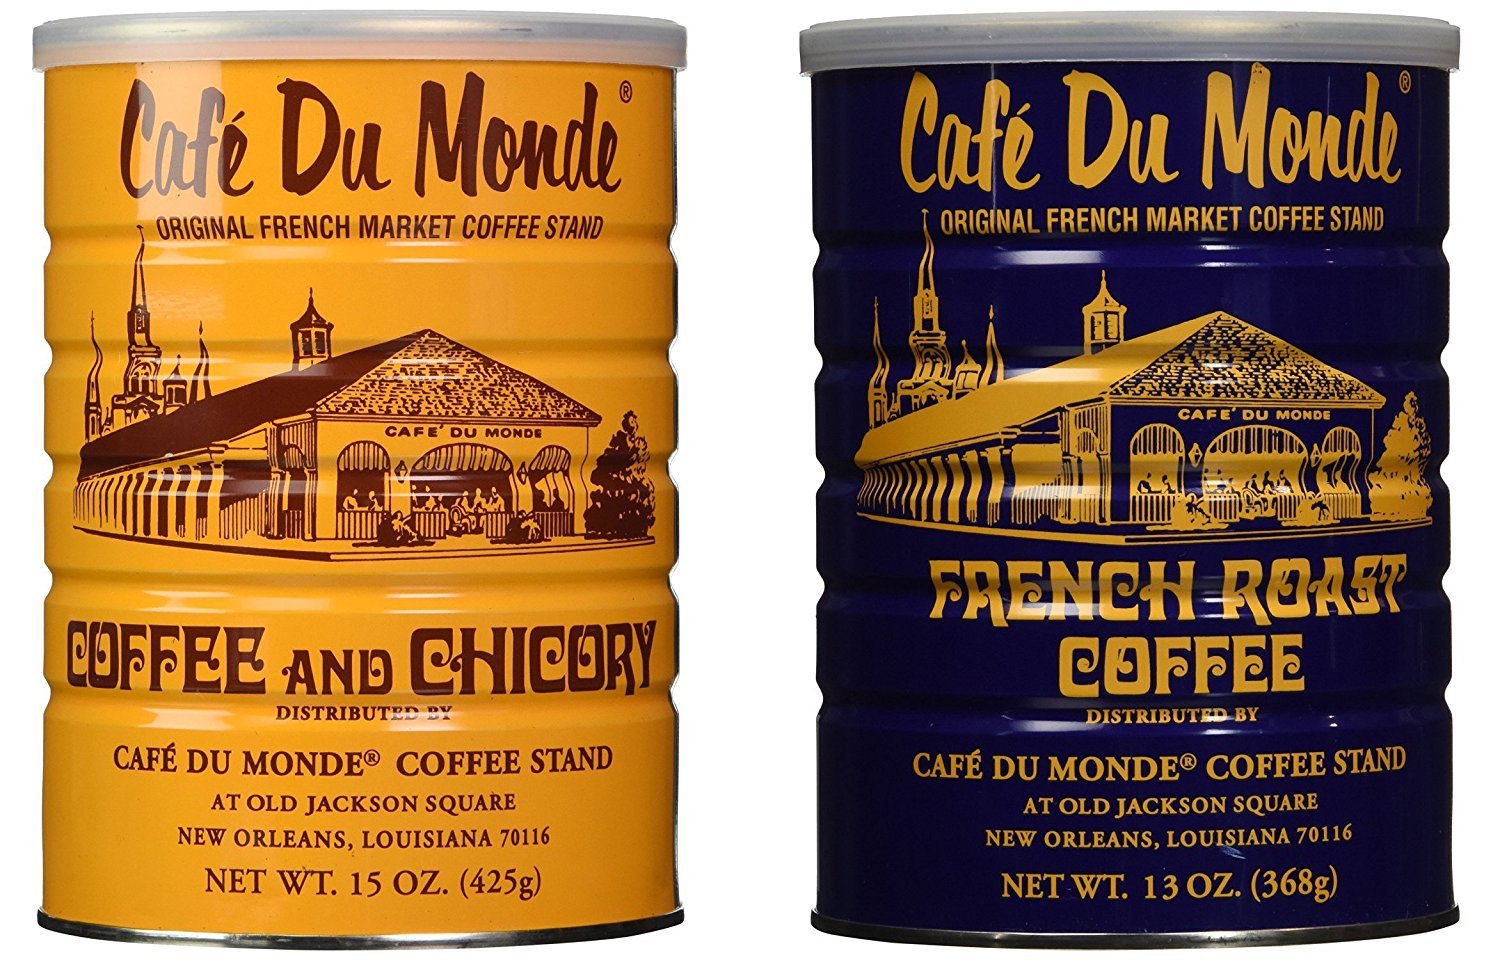 Café Du Monde®
ORIGINAL FRENCH MARKET COFFEE STAND
CAFE' DU MONDE
COFFEE AND CHICORY
DISTRIBUTED BY
CAFÉ DU MONDE® COFFEE STAND
AT OLD JACKSON SQUARE
NEW ORLEANS, LOUISIANA 70116
NET WT. 15 OZ. (425g)
Café Du Monde®
ORIGINAL FRENCH MARKET COFFEE STAND
CAFE' DU MONDE
FRENCH ROAST
COFFEE
DISTRIBUTED BY
CAFÉ DU MONDE® COFFEE STAND
AT OLD JACKSON SQUARE
NEW ORLEANS, LOUISIANA 70116
NET WT. 13 OZ. (368g)